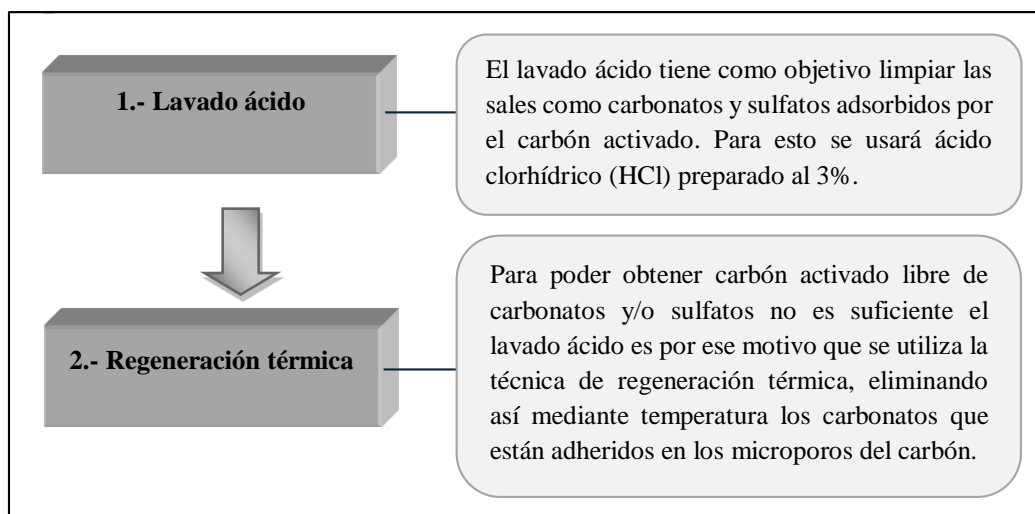 1.- Lavado ácido
El lavado ácido tiene como objetivo limpiar las
sales como carbonatos y sulfatos adsorbidos por
el carbón activado. Para esto se usará ácido
clorhídrico (HCl) preparado al 3%.
2.- Regeneración térmica
Para poder obtener carbón activado libre de
carbonatos y/o sulfatos no es suficiente el
lavado ácido es por ese motivo que se utiliza la
técnica de regeneración térmica, eliminando
así mediante temperatura los carbonatos que
están adheridos en los microporos del carbón.